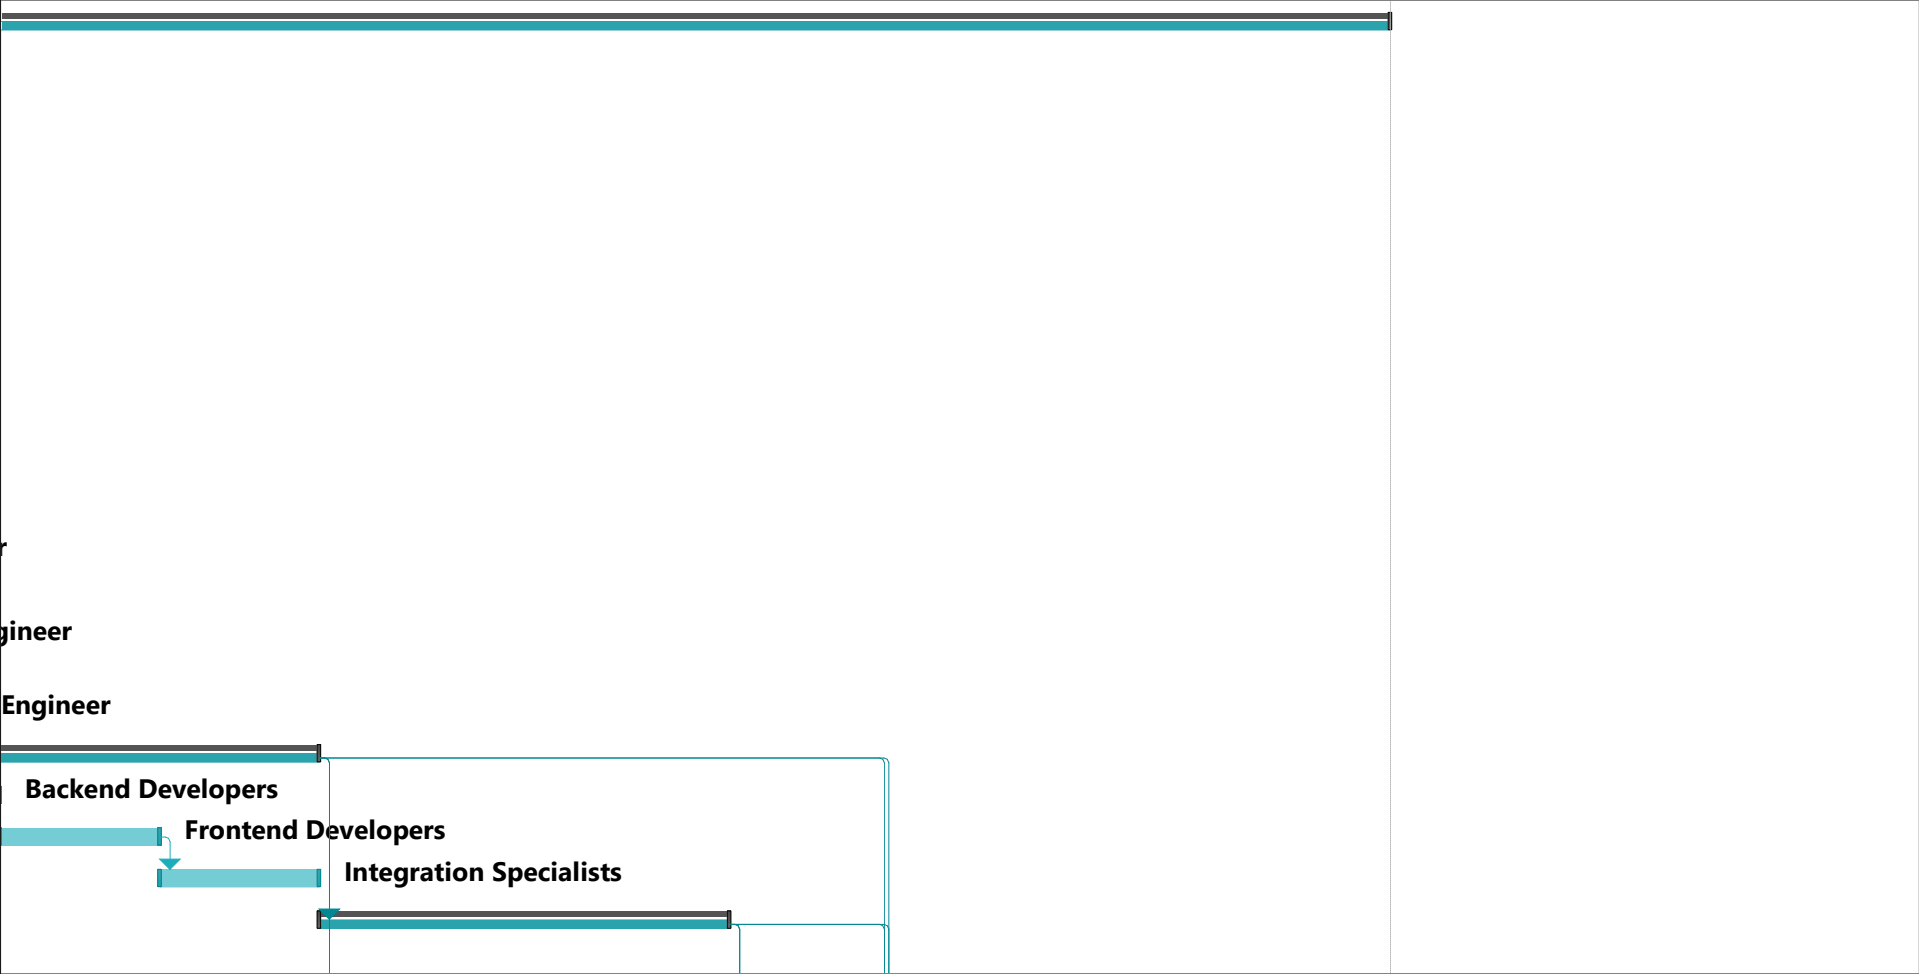 r
gineer
Engineer
Backend Developers
Frontend Developers
Integration Specialists